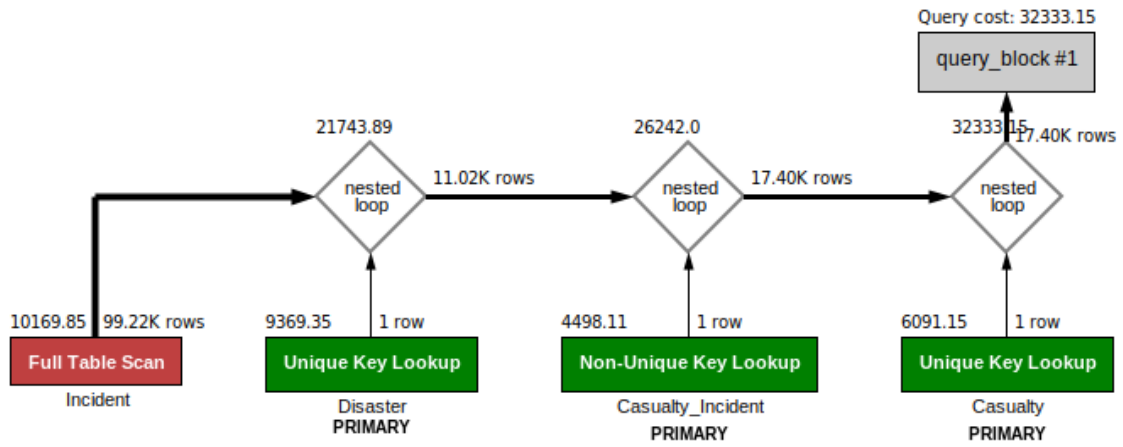 Query cost: 32333.15
query_block #1
21743.89
26242.0
32333.15
17.40K rows
nested
loop
11.02K rows
nested
loop
17.40K rows
nested
loop
10169.85
99.22K rows
9369.35
1 row
4498.11
1 row
6091.15
1 row
Full Table Scan
Unique Key Lookup
Non-Unique Key Lookup
Unique Key Lookup
Incident
Disaster
PRIMARY
Casualty_Incident
PRIMARY
Casualty
PRIMARY